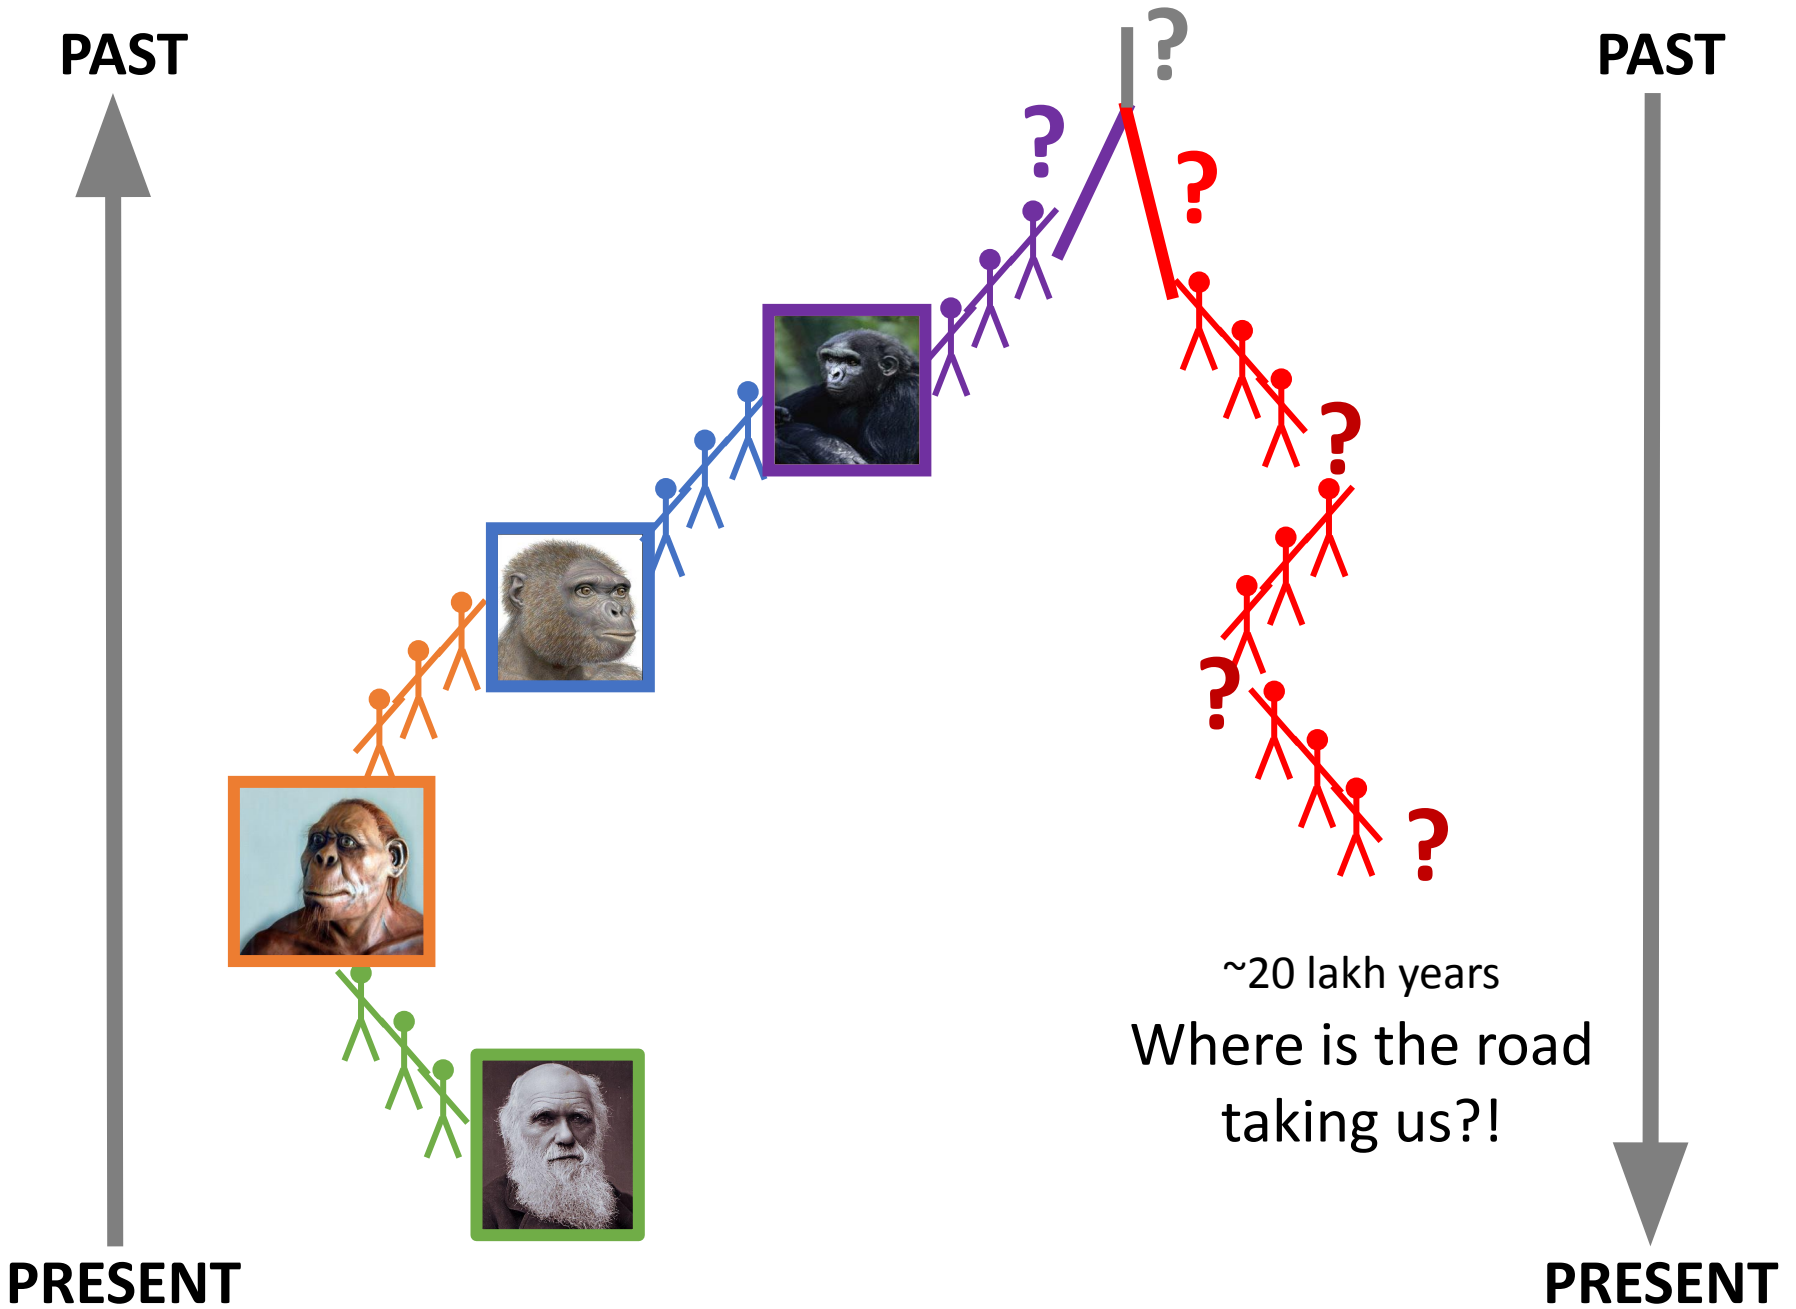 PAST
?
PAST
?
?
?
?
?
~20 lakh years
Where is the road
taking us?!
PRESENT
PRESENT